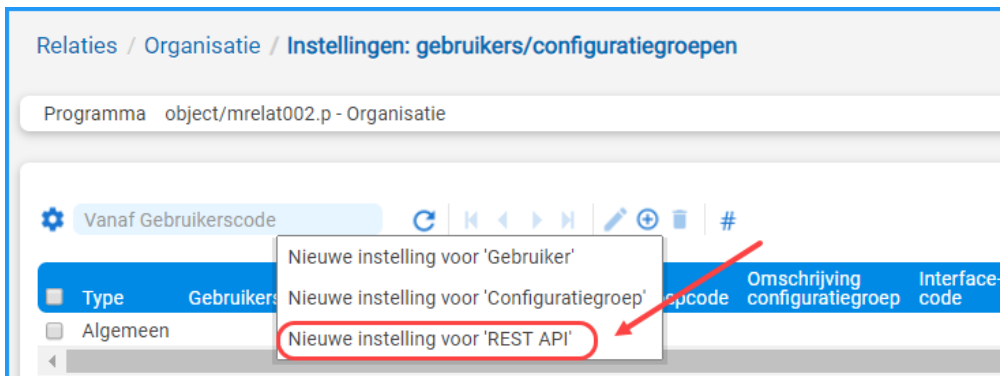 Relaties / Organisatie / Instellingen: gebruikers/configuratiegroepen
Programma object/mrelat002.p - Organisatie
Vanaf Gebruikerscode
#
Nieuwe instelling voor 'Gebruiker'
Nieuwe instelling voor 'Configuratiegroep'
Nieuwe instelling voor 'REST API'
Type
Omschrijving configuratiegroep
Interface-code
Algemeen